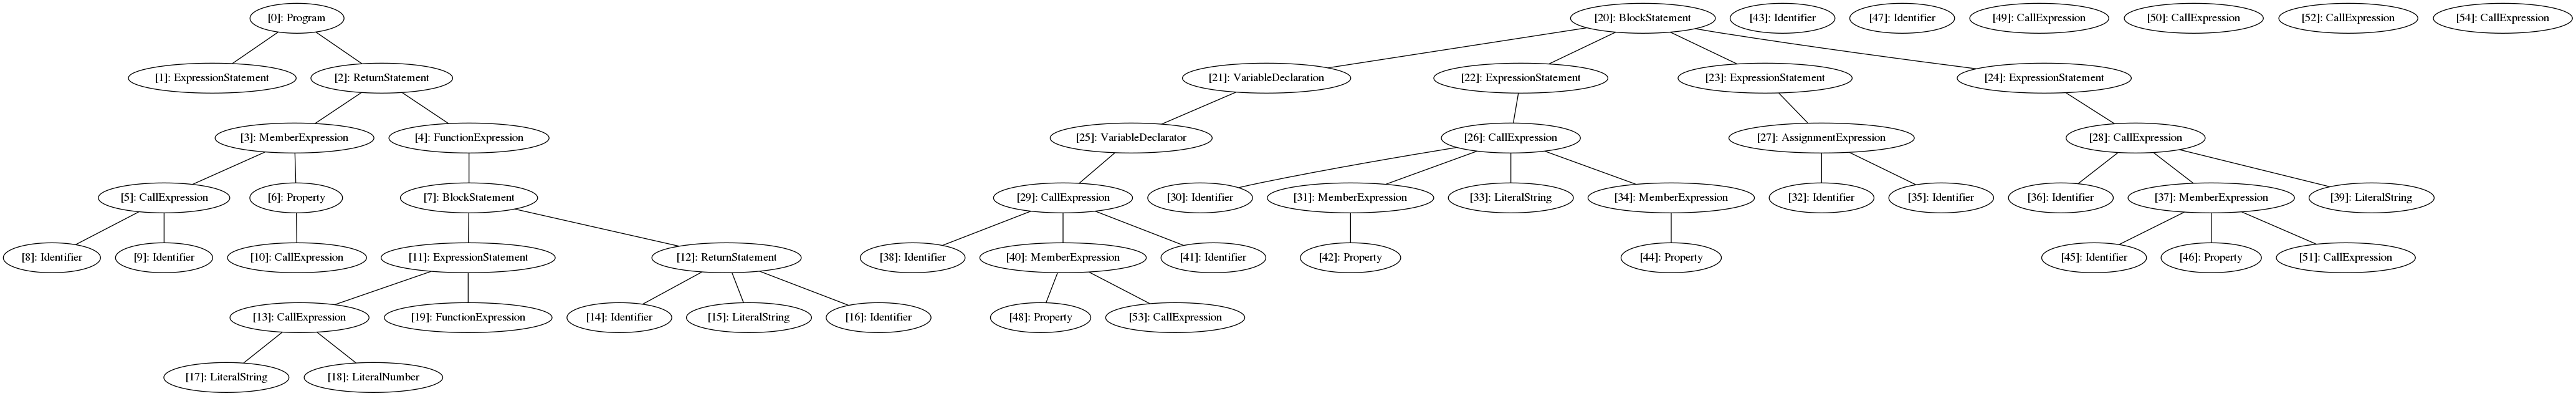 [0]: Program
[20]: BlockStatement
[43]: Identifier
[47]: Identifier
[49]: CallExpression
[50]: CallExpression
[52]: CallExpression
[54]: CallExpression
[1]: ExpressionStatement
[2]: ReturnStatement
[21]: VariableDeclaration
[22]: ExpressionStatement
[23]: ExpressionStatement
[24]: ExpressionStatement
[3]: MemberExpression
[4]: FunctionExpression
[25]: VariableDeclarator
[26]: CallExpression
[27]: AssignmentExpression
[28]: CallExpression
[5]: CallExpression
[6]: Property
[7]: BlockStatement
[29]: CallExpression
[30]: Identifier
[31]: MemberExpression
[33]: LiteralString
[34]: MemberExpression
[32]: Identifier
[35]: Identifier
[36]: Identifier
[37]: MemberExpression
[39]: LiteralString
[8]: Identifier
[9]: Identifier
[10]: CallExpression
[11]: ExpressionStatement
[12]: ReturnStatement
[38]: Identifier
[40]: MemberExpression
[41]: Identifier
[42]: Property
[44]: Property
[45]: Identifier
[46]: Property
[51]: CallExpression
[13]: CallExpression
[19]: FunctionExpression
[14]: Identifier
[15]: LiteralString
[16]: Identifier
[48]: Property
[53]: CallExpression
[17]: LiteralString
[18]: LiteralNumber